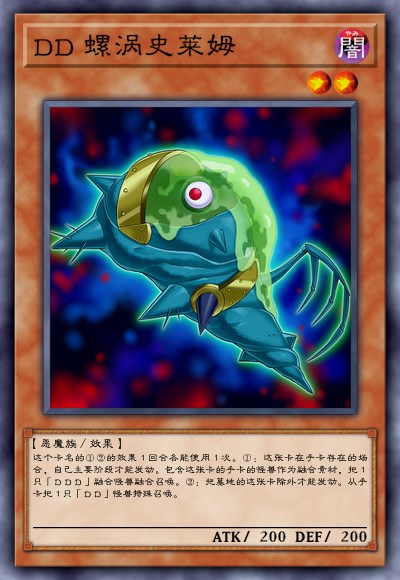 DD 螺涡史莱姆
やみ
闇
【恶魔族/效果】
这个卡名的①②的效果1回合各能使用1次。①:这张卡在手卡存在的场
合,自己主要阶段才能发动。包含这张卡的手卡的怪兽作为融合素材,把1
只「DDD」融合怪兽融合召唤。②:把墓地的这张卡除外才能发动。从手
卡把1只「DD」怪兽特殊召唤。
ATK/ 200 DEF/ 200